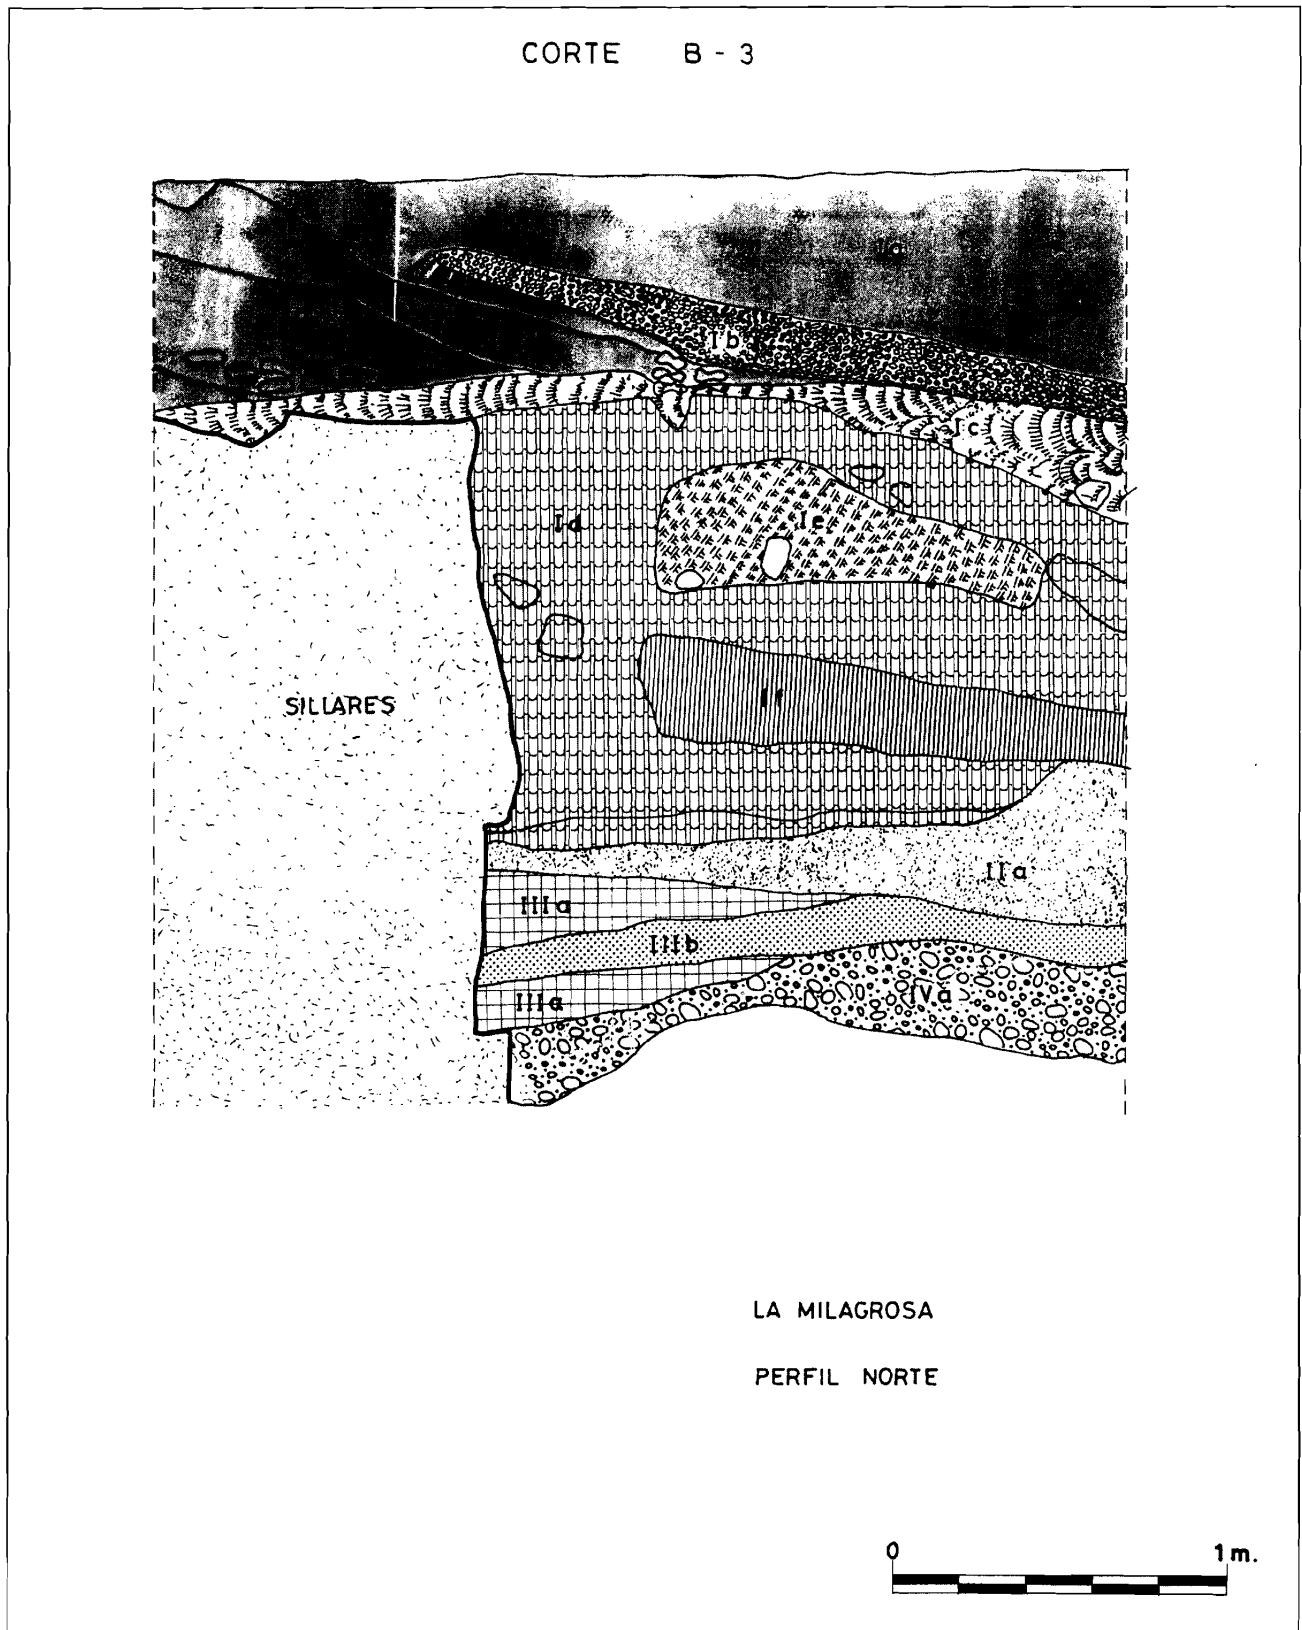 CORTE B - 3
Ia
Ib
Ic
Id
Ie
If
SILLARES
IIa
IIIa
IIIb
IIIa
IVa
LA MILAGROSA
PERFIL NORTE
0 1 m.